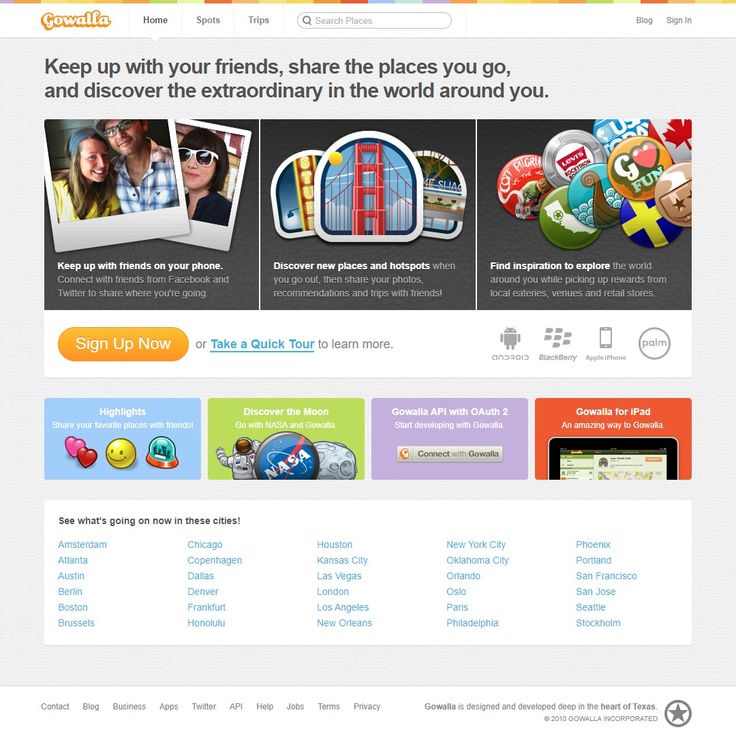 Gowalla
Home
Spots
Trips
Search Places
Blog
Sign In
Keep up with your friends, share the places you go,
and discover the extraordinary in the world around you.
LEVI'S
GO
FUN
Keep up with friends on your phone.
Connect with friends from Facebook and
Twitter to share where you're going.
Discover new places and hotspots when
you go out, then share your photos,
recommendations and trips with friends!
Find inspiration to explore the world
around you while picking up rewards from
local eateries, venues and retail stores.
Sign Up Now or Take a Quick Tour to learn more.
ANDROID
BlackBerry
Apple iPhone
palm
Highlights
Share your favorite places with friends!
Discover the Moon
Go with NASA and Gowalla.
NASA
Gowalla API with OAuth 2
Start developing with Gowalla.
Connect with Gowalla
Gowalla for iPad
An amazing way to Gowalla.
See what's going on now in these cities!
Amsterdam
Atlanta
Austin
Berlin
Boston
Brussels
Chicago
Copenhagen
Dallas
Denver
Frankfurt
Honolulu
Houston
Kansas City
Las Vegas
London
Los Angeles
New Orleans
New York City
Oklahoma City
Orlando
Oslo
Paris
Philadelphia
Phoenix
Portland
San Francisco
San Jose
Seattle
Stockholm
Contact
Blog
Business
Apps
Twitter
API
Help
Jobs
Terms
Privacy
Gowalla is designed and developed deep in the heart of Texas.
© 2010 GOWALLA INCORPORATED